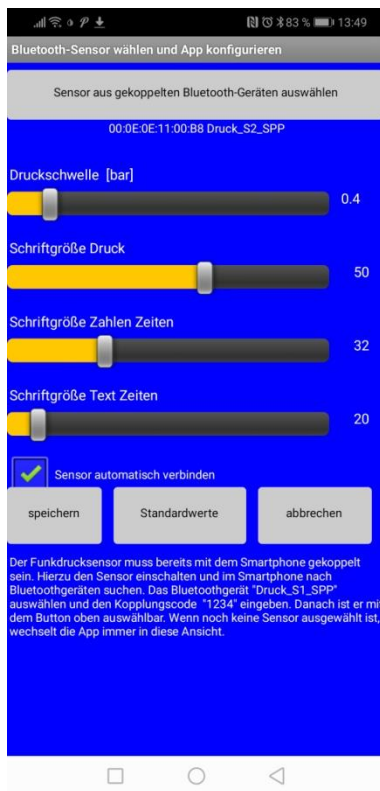 83 % 13:49
Bluetooth-Sensor wählen und App konfigurieren
Sensor aus gekoppelten Bluetooth-Geräten auswählen
00:0E:0E:11:00:B8 Druck_S2_SPP
Druckschwelle [bar]
0.4
Schriftgröße Druck
50
Schriftgröße Zahlen Zeiten
32
Schriftgröße Text Zeiten
20
Sensor automatisch verbinden
speichern Standardwerte abbrechen
Der Funkdrucksensor muss bereits mit dem Smartphone gekoppelt
sein. Hierzu den Sensor einschalten und im Smartphone nach
Bluetoothgeräten suchen. Das Bluetoothgerät "Druck_S1_SPP"
auswählen und den Kopplungscode "1234" eingeben. Danach ist er mi
dem Button oben auswählbar. Wenn noch keine Sensor ausgewählt ist,
wechselt die App immer in diese Ansicht.